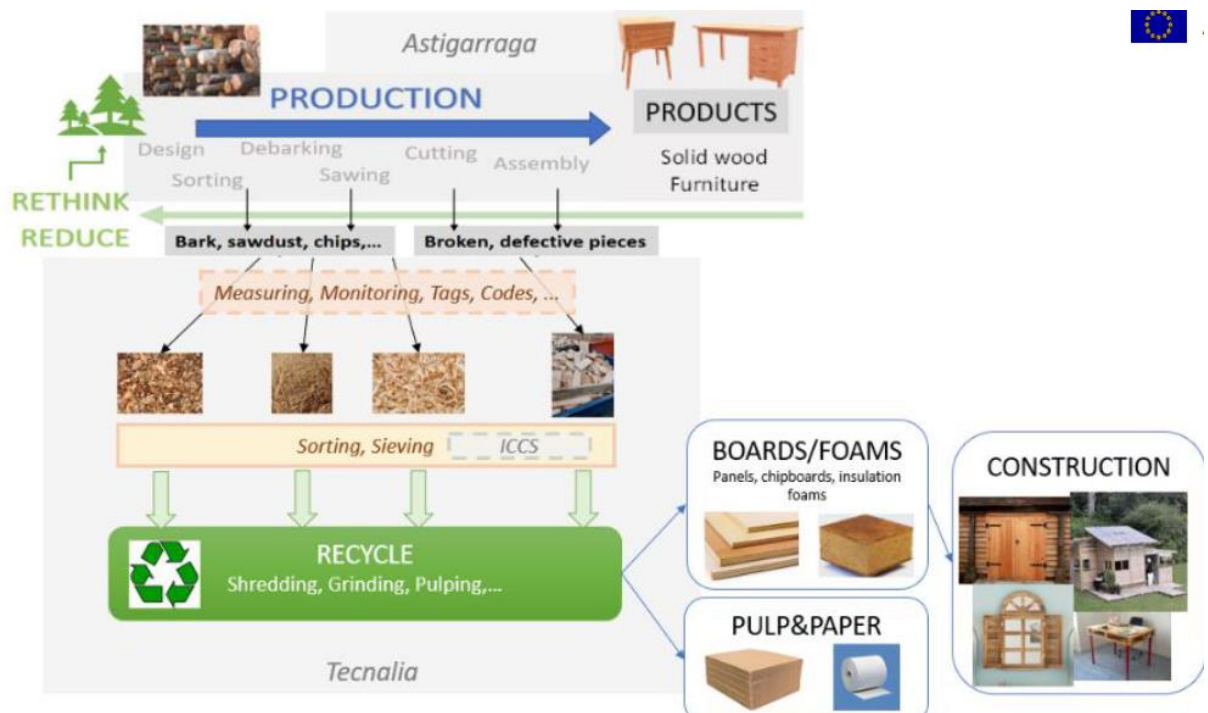 Astigarraga
PRODUCTION
PRODUCTS
Solid wood
Furniture
Design
Debarking
Cutting
Assembly
Sorting
Sawing
RETHINK
REDUCE
Bark, sawdust, chips,...
Broken, defective pieces
Measuring, Monitoring, Tags, Codes, ...
Sorting, Sieving
ICCS
RECYCLE
Shredding, Grinding, Pulping,...
Tecnalia
BOARDS/FOAMS
Panels, chipboards, insulation
foams
PULP&PAPER
CONSTRUCTION